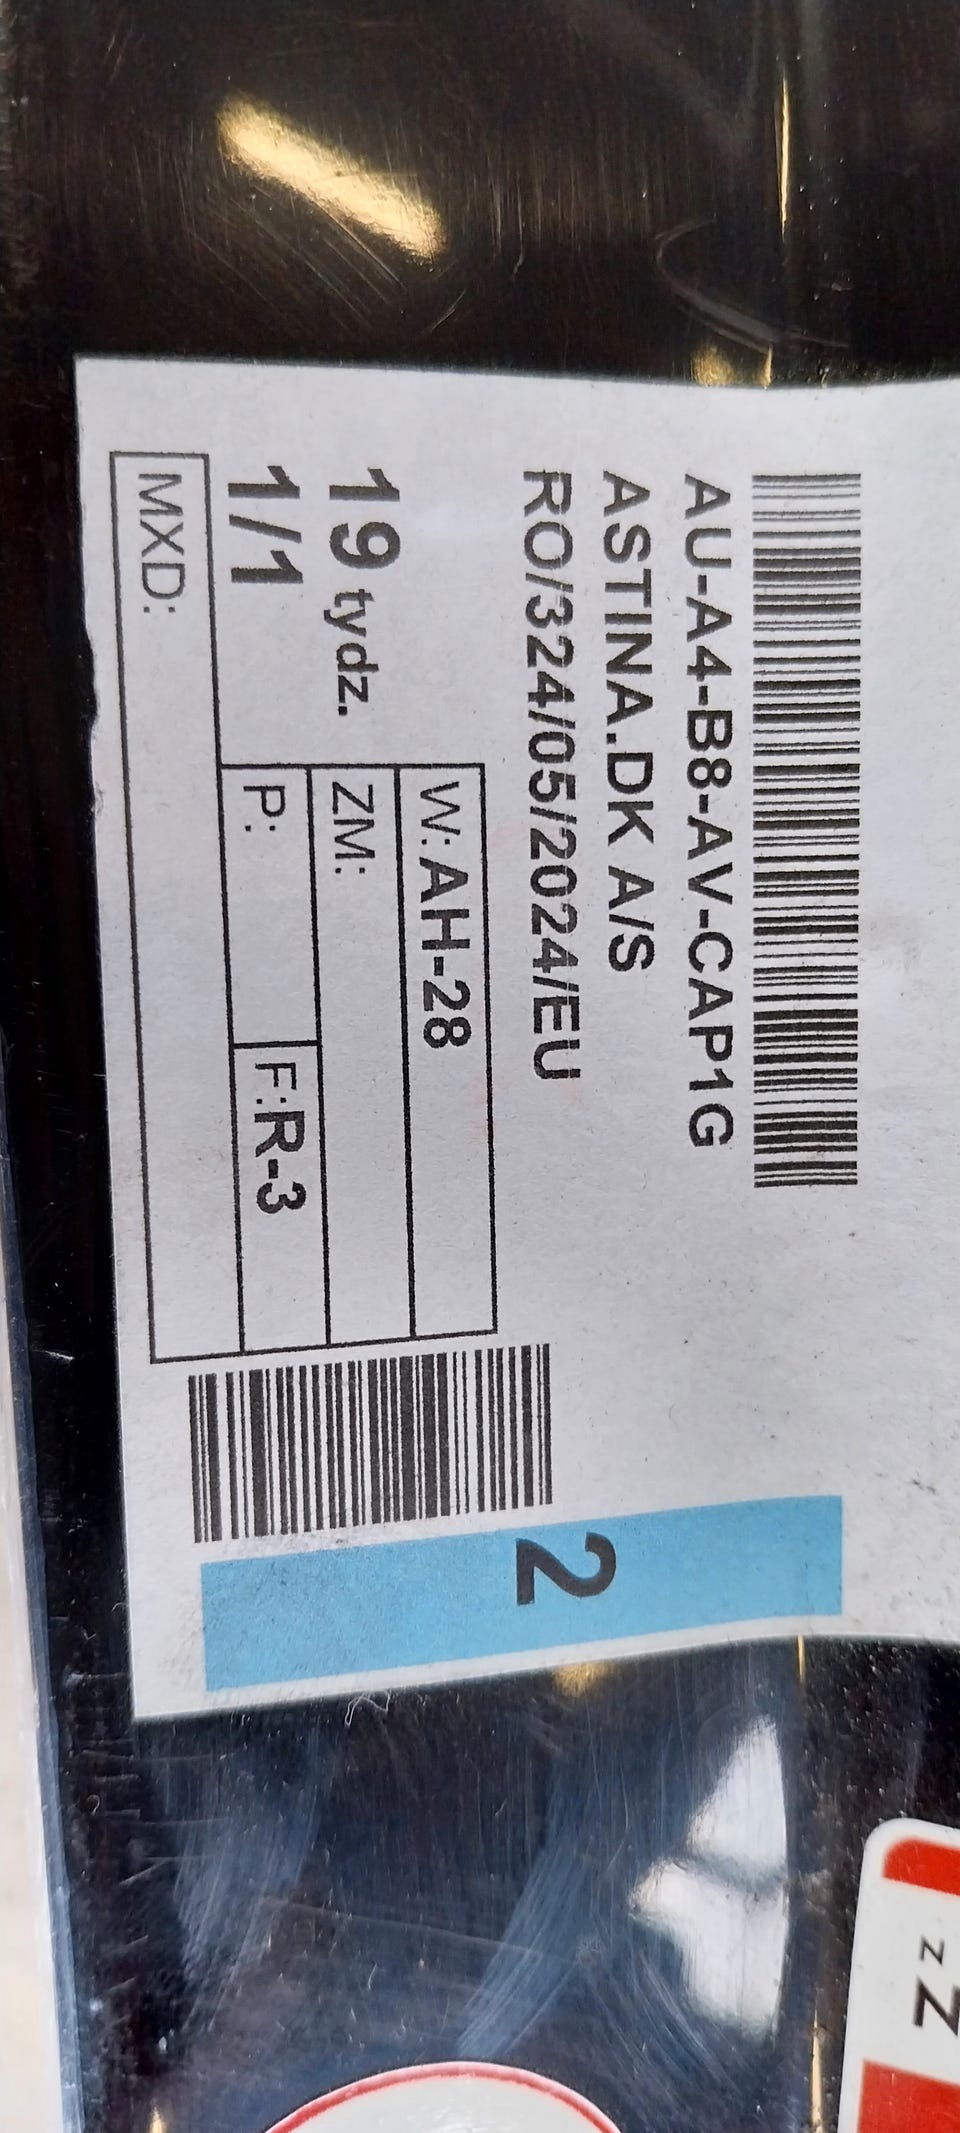 AU-A4-B8-AV-CAP1G
ASTINA.DK A/S
RO/324/05/2024/EU
W: AH-28
19 tydz.
ZM:
1/1
P:
F:R-3
MXD:
2
z Z